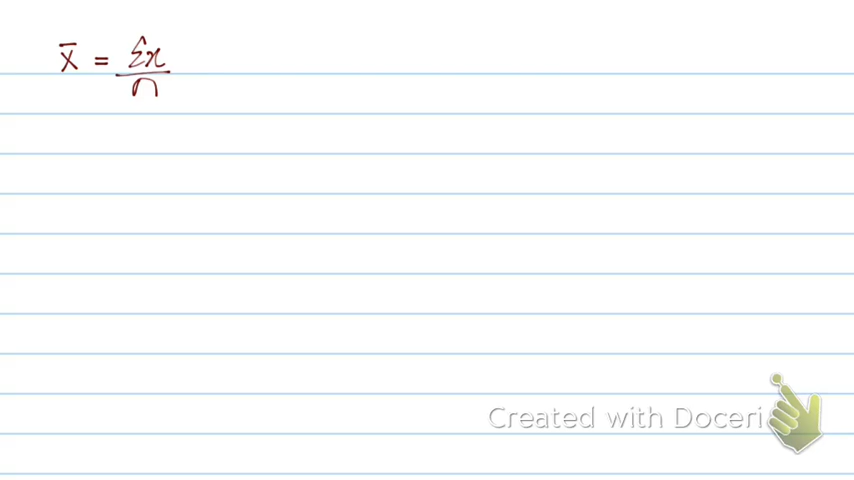 x̄ = Σx / n
Created with Doceri